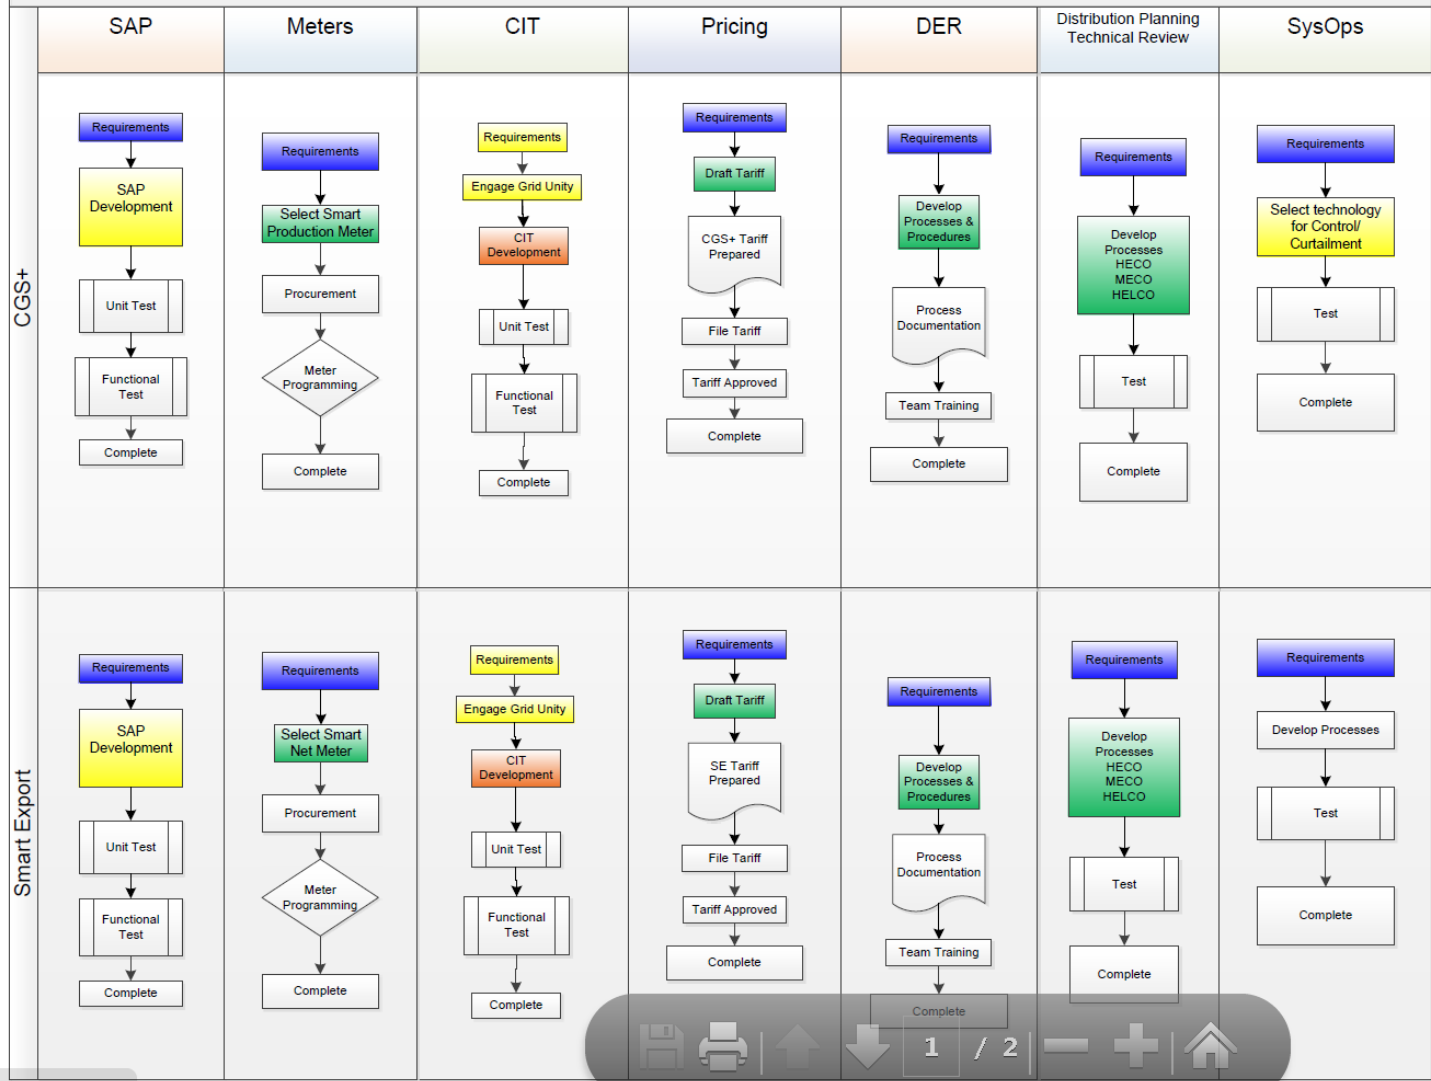 SAP
Meters
CIT
Pricing
DER
Distribution Planning
Technical Review
SysOps
CGS+
Requirements
SAP
Development
Unit Test
Functional
Test
Complete
Requirements
Select Smart
Production Meter
Procurement
Meter
Programming
Complete
Requirements
Engage Grid Unity
CIT
Development
Unit Test
Functional
Test
Complete
Requirements
Draft Tariff
CGS+ Tariff
Prepared
File Tariff
Tariff Approved
Complete
Requirements
Develop
Processes &
Procedures
Process
Documentation
Team Training
Complete
Requirements
Develop
Processes
HECO
MECO
HELCO
Test
Complete
Requirements
Select technology
for Control/
Curtailment
Test
Complete
Smart Export
Requirements
SAP
Development
Unit Test
Functional
Test
Complete
Requirements
Select Smart
Net Meter
Procurement
Meter
Programming
Complete
Requirements
Engage Grid Unity
CIT
Development
Unit Test
Functional
Test
Complete
Requirements
Draft Tariff
SE Tariff
Prepared
File Tariff
Tariff Approved
Complete
Requirements
Develop
Processes &
Procedures
Process
Documentation
Team Training
Complete
Requirements
Develop
Processes
HECO
MECO
HELCO
Test
Complete
Requirements
Develop Processes
Test
Complete
1 / 2